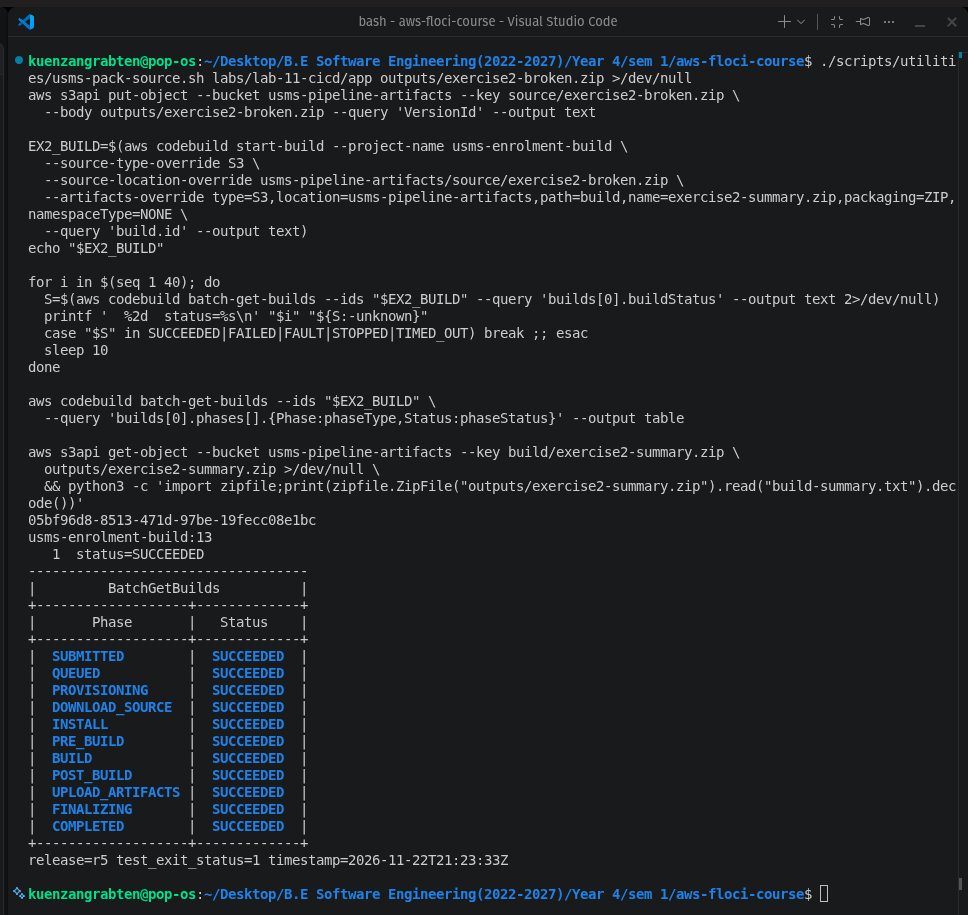 bash - aws-floci-course - Visual Studio Code
kuenzangrabten@pop-os:~/Desktop/B.E Software Engineering(2022-2027)/Year 4/sem 1/aws-floci-course$ ./scripts/utiliti
es/usms-pack-source.sh labs/lab-11-cicd/app outputs/exercise2-broken.zip >/dev/null
aws s3api put-object --bucket usms-pipeline-artifacts --key source/exercise2-broken.zip \
  --body outputs/exercise2-broken.zip --query 'VersionId' --output text

EX2_BUILD=$(aws codebuild start-build --project-name usms-enrolment-build \
  --source-type-override S3 \
  --source-location-override usms-pipeline-artifacts/source/exercise2-broken.zip \
  --artifacts-override type=S3,location=usms-pipeline-artifacts,path=build,name=exercise2-summary.zip,packaging=ZIP,
namespaceType=NONE \
  --query 'build.id' --output text)
echo "$EX2_BUILD"

for i in $(seq 1 40); do
  S=$(aws codebuild batch-get-builds --ids "$EX2_BUILD" --query 'builds[0].buildStatus' --output text 2>/dev/null)
  printf '  %2d  status=%s\n' "$i" "${S:-unknown}"
  case "$S" in SUCCEEDED|FAILED|FAULT|STOPPED|TIMED_OUT) break ;; esac
  sleep 10
done

aws codebuild batch-get-builds --ids "$EX2_BUILD" \
  --query 'builds[0].phases[].{Phase:phaseType,Status:phaseStatus}' --output table

aws s3api get-object --bucket usms-pipeline-artifacts --key build/exercise2-summary.zip \
  outputs/exercise2-summary.zip >/dev/null \
  && python3 -c 'import zipfile;print(zipfile.ZipFile("outputs/exercise2-summary.zip").read("build-summary.txt").dec
ode())'
05bf96d8-8513-471d-97be-19fecc08e1bc
usms-enrolment-build:13
   1  status=SUCCEEDED
-----------------------------------
|         BatchGetBuilds          |
+-------------------+-------------+
|       Phase       |   Status    |
+-------------------+-------------+
|  SUBMITTED        |  SUCCEEDED  |
|  QUEUED           |  SUCCEEDED  |
|  PROVISIONING     |  SUCCEEDED  |
|  DOWNLOAD_SOURCE  |  SUCCEEDED  |
|  INSTALL          |  SUCCEEDED  |
|  PRE_BUILD        |  SUCCEEDED  |
|  BUILD            |  SUCCEEDED  |
|  POST_BUILD       |  SUCCEEDED  |
|  UPLOAD_ARTIFACTS |  SUCCEEDED  |
|  FINALIZING       |  SUCCEEDED  |
|  COMPLETED        |  SUCCEEDED  |
+-------------------+-------------+
release=r5 test_exit_status=1 timestamp=2026-11-22T21:23:33Z

kuenzangrabten@pop-os:~/Desktop/B.E Software Engineering(2022-2027)/Year 4/sem 1/aws-floci-course$